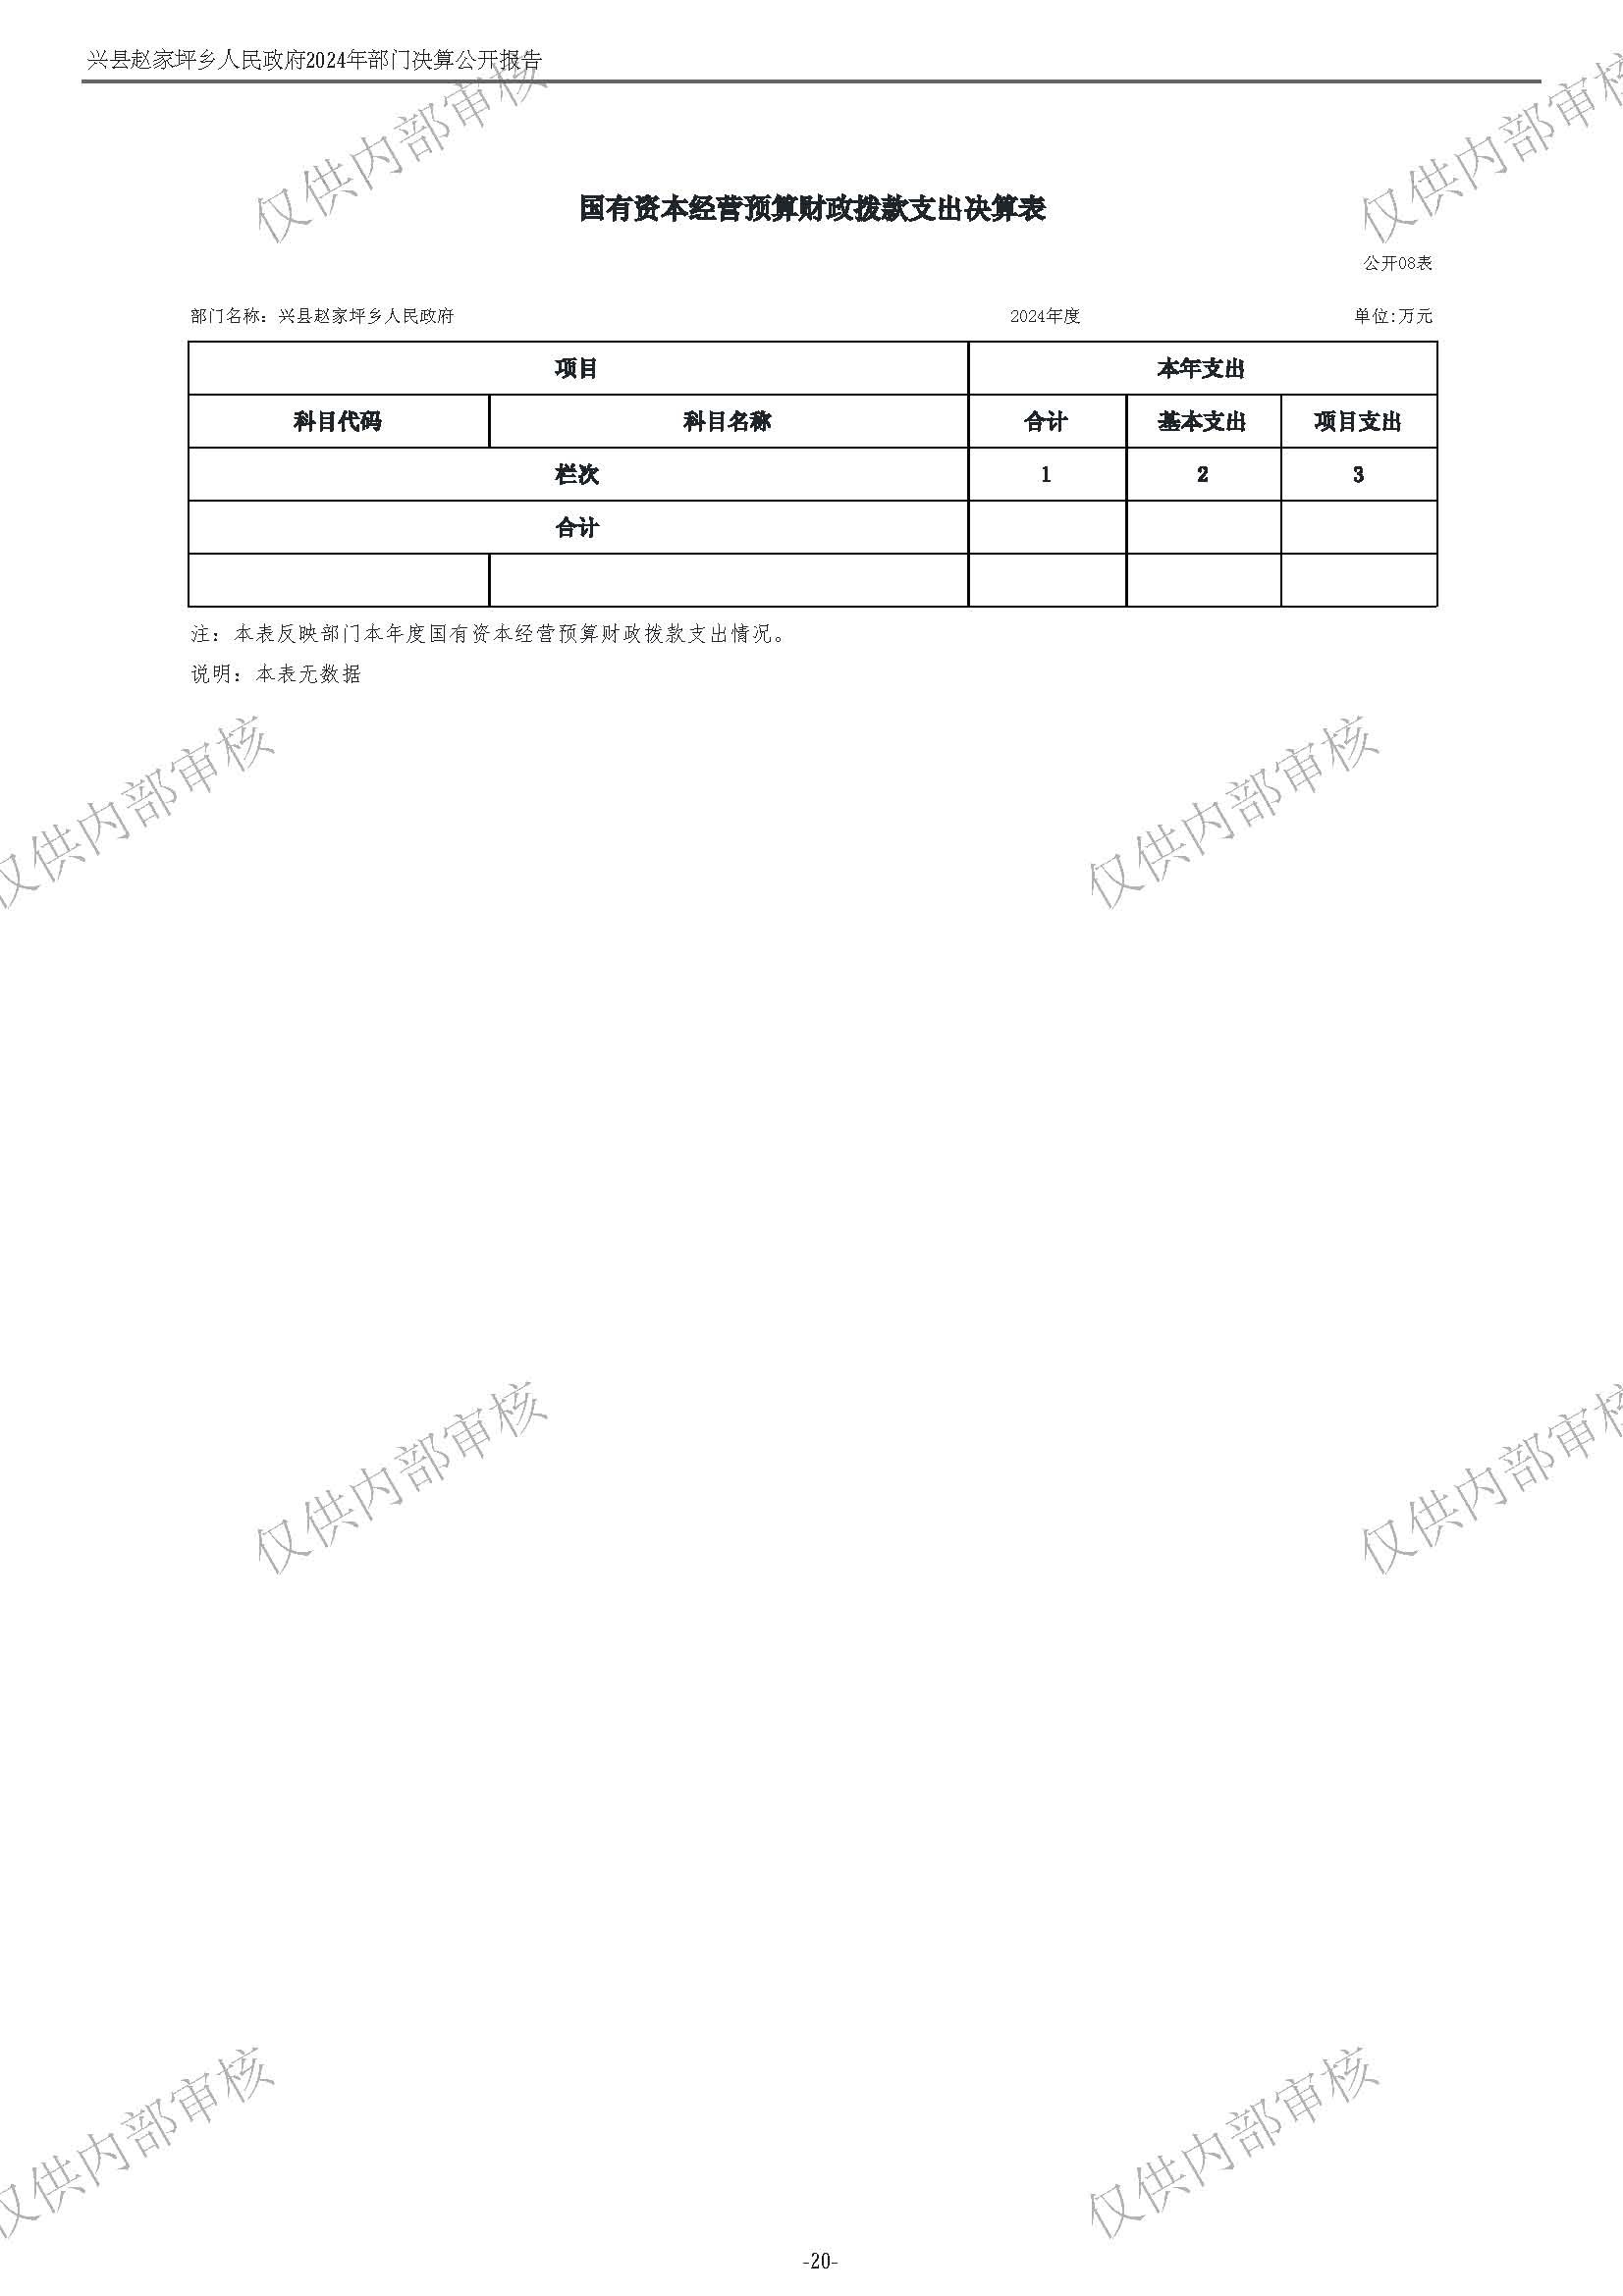 兴县赵家坪乡人民政府2024年部门决算公开报告
国有资本经营预算财政拨款支出决算表
公开08表
部门名称：兴县赵家坪乡人民政府 2024年度 单位:万元
项目 本年支出
科目代码 科目名称 合计 基本支出 项目支出
栏次 1 2 3
合计
注：本表反映部门本年度国有资本经营预算财政拨款支出情况。
说明：本表无数据
仅供内部审核
仅供内部审核
仅供内部审核
仅供内部审核
仅供内部审核
仅供内部审核
仅供内部审核
仅供内部审核
-20-